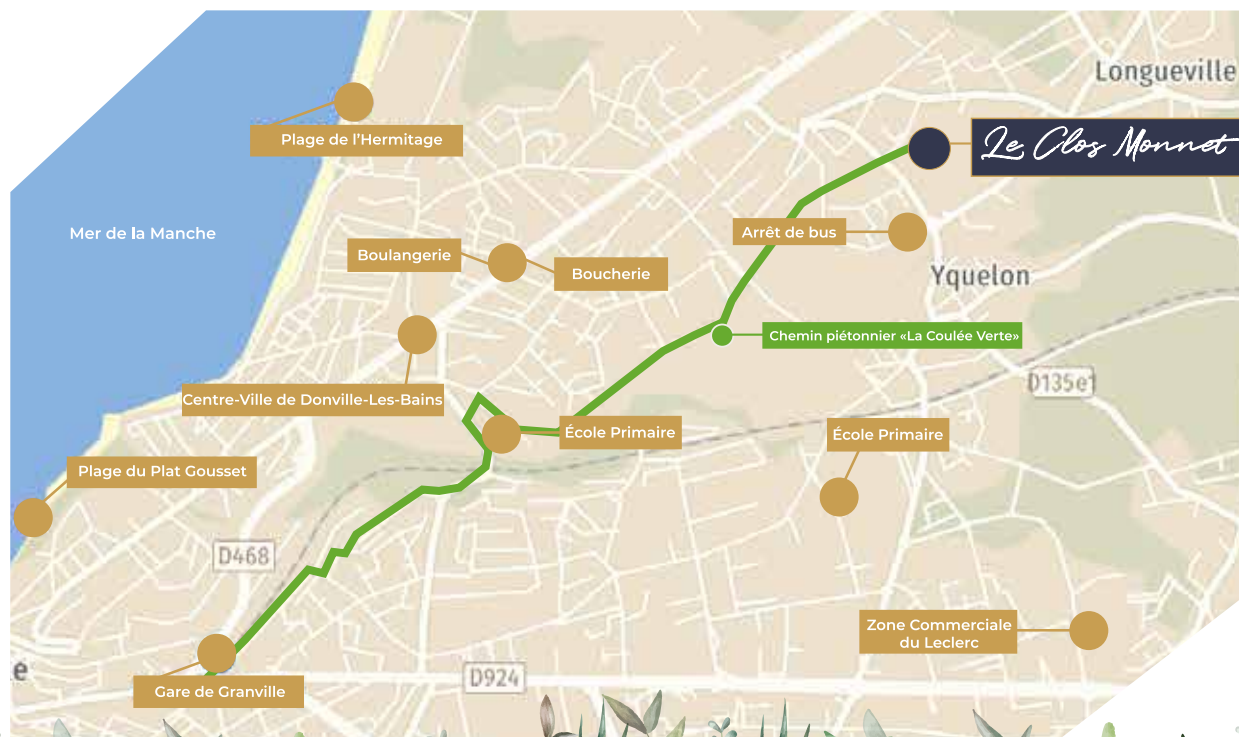 Longueville
Plage de l'Hermitage
Le Clos Monnet
Mer de la Manche
Arrêt de bus
Boulangerie
Boucherie
Yquelon
Chemin piétonnier «La Coulée Verte»
D135e1
Centre-Ville de Donville-Les-Bains
École Primaire
École Primaire
Plage du Plat Gousset
D468
Zone Commerciale
du Leclerc
e
D924
Gare de Granville